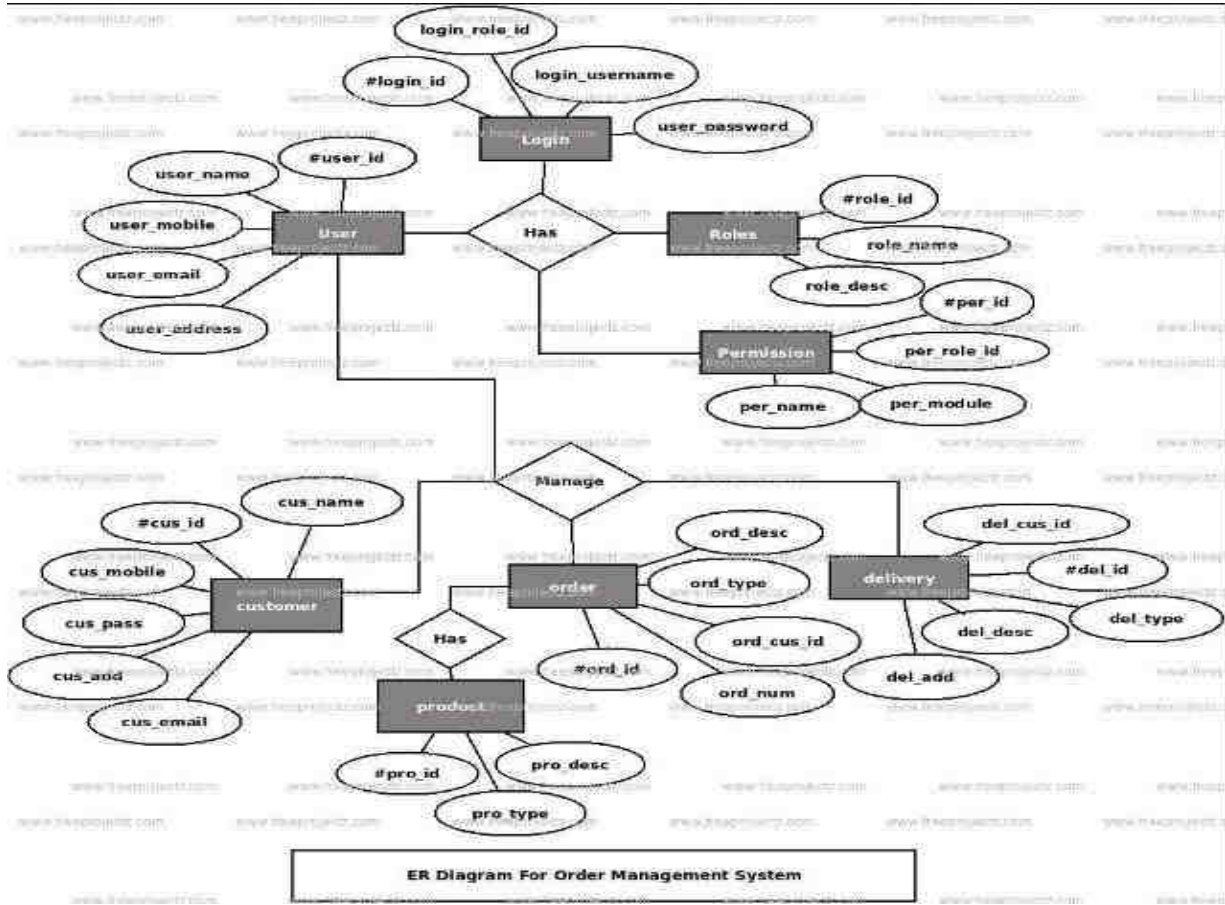 login_role_id
#login_id
login_username
user_password
Login
#user_id
user_name
user_mobile
user_email
user_address
User
Has
Roles
#role_id
role_name
role_desc
Permission
#per_id
per_role_id
per_name
per_module
Manage
cus_name
#cus_id
cus_mobile
cus_pass
cus_add
cus_email
customer
order
ord_desc
ord_type
ord_cus_id
ord_num
#ord_id
delivery
del_cus_id
#del_id
del_type
del_desc
del_add
Has
product
#pro_id
pro_type
pro_desc
ER Diagram For Order Management System